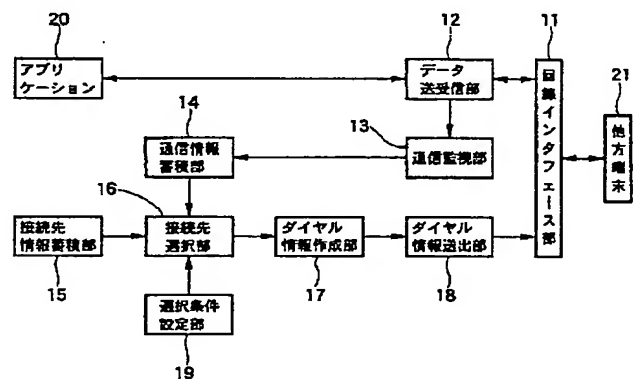 20
12
11
アプリ
ケーション
データ
送受信部
21
14
13
回線インタフェース部
他方端末
通信情報
蓄積部
通信監視部
16
接続先
情報蓄積部
接続先
選択部
ダイヤル
情報作成部
ダイヤル
情報送出部
15
17
18
選択条件
設定部
19